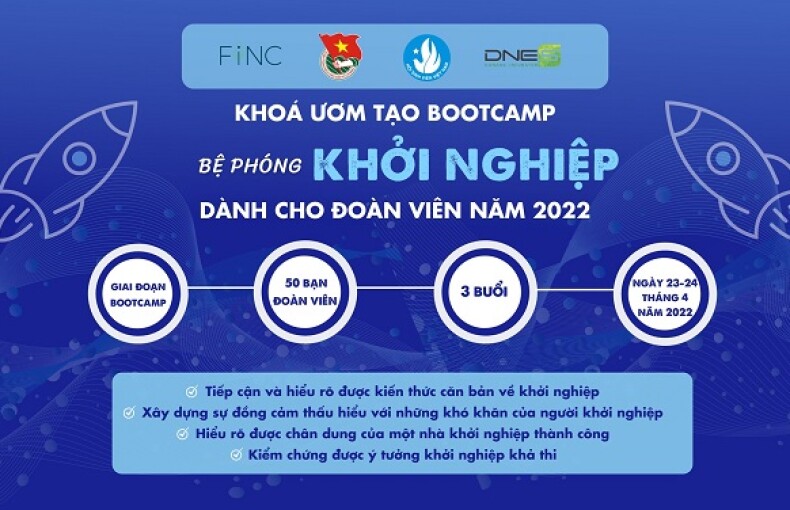 FiNC
DNES
KHOÁ ƯƠM TẠO BOOTCAMP
BỆ PHÓNG KHỞI NGHIỆP
DÀNH CHO ĐOÀN VIÊN NĂM 2022
GIAI ĐOẠN
BOOTCAMP
50 BẠN
ĐOÀN VIÊN
3 BUỔI
NGÀY 23-24
THÁNG 4
NĂM 2022
Tiếp cận và hiểu rõ được kiến thức căn bản về khởi nghiệp
Xây dựng sự đồng cảm thấu hiểu với những khó khăn của người khởi nghiệp
Hiểu rõ được chân dung của một nhà khởi nghiệp thành công
Kiểm chứng được ý tưởng khởi nghiệp khả thi